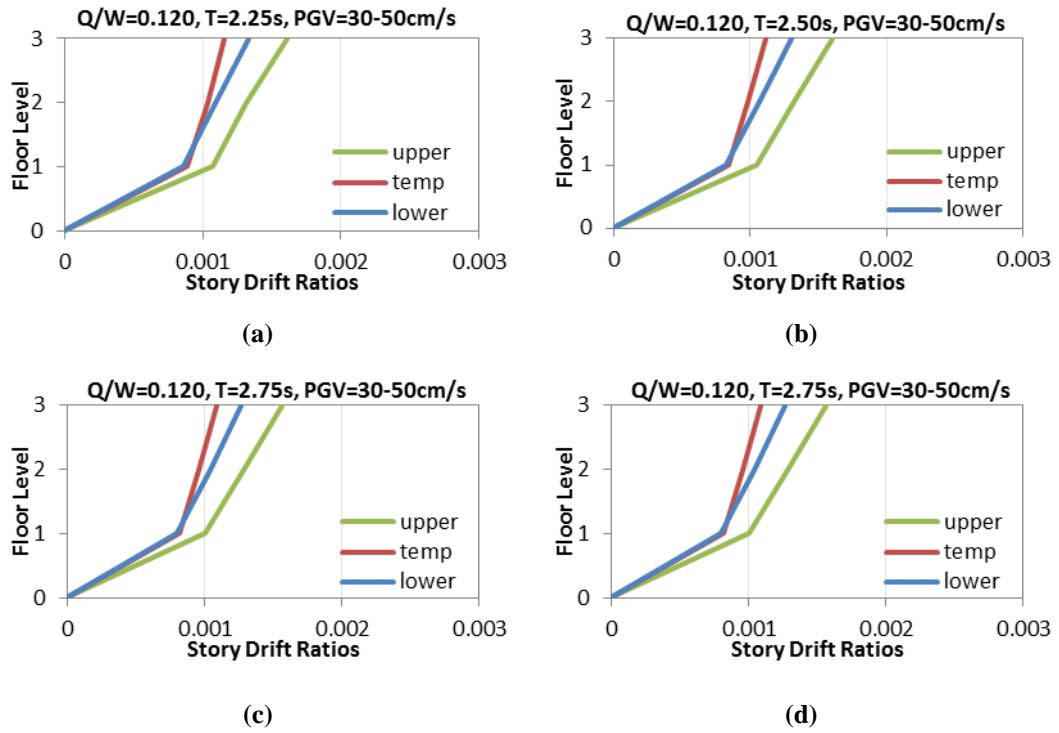 Q/W=0.120, T=2.25s, PGV=30-50cm/s
3
2
1
0
Floor Level
upper
temp
lower
0 0.001 0.002 0.003
Story Drift Ratios
(a)
Q/W=0.120, T=2.50s, PGV=30-50cm/s
3
2
1
0
Floor Level
upper
temp
lower
0 0.001 0.002 0.003
Story Drift Ratios
(b)
Q/W=0.120, T=2.75s, PGV=30-50cm/s
3
2
1
0
Floor Level
upper
temp
lower
0 0.001 0.002 0.003
Story Drift Ratios
(c)
Q/W=0.120, T=2.75s, PGV=30-50cm/s
3
2
1
0
Floor Level
upper
temp
lower
0 0.001 0.002 0.003
Story Drift Ratios
(d)